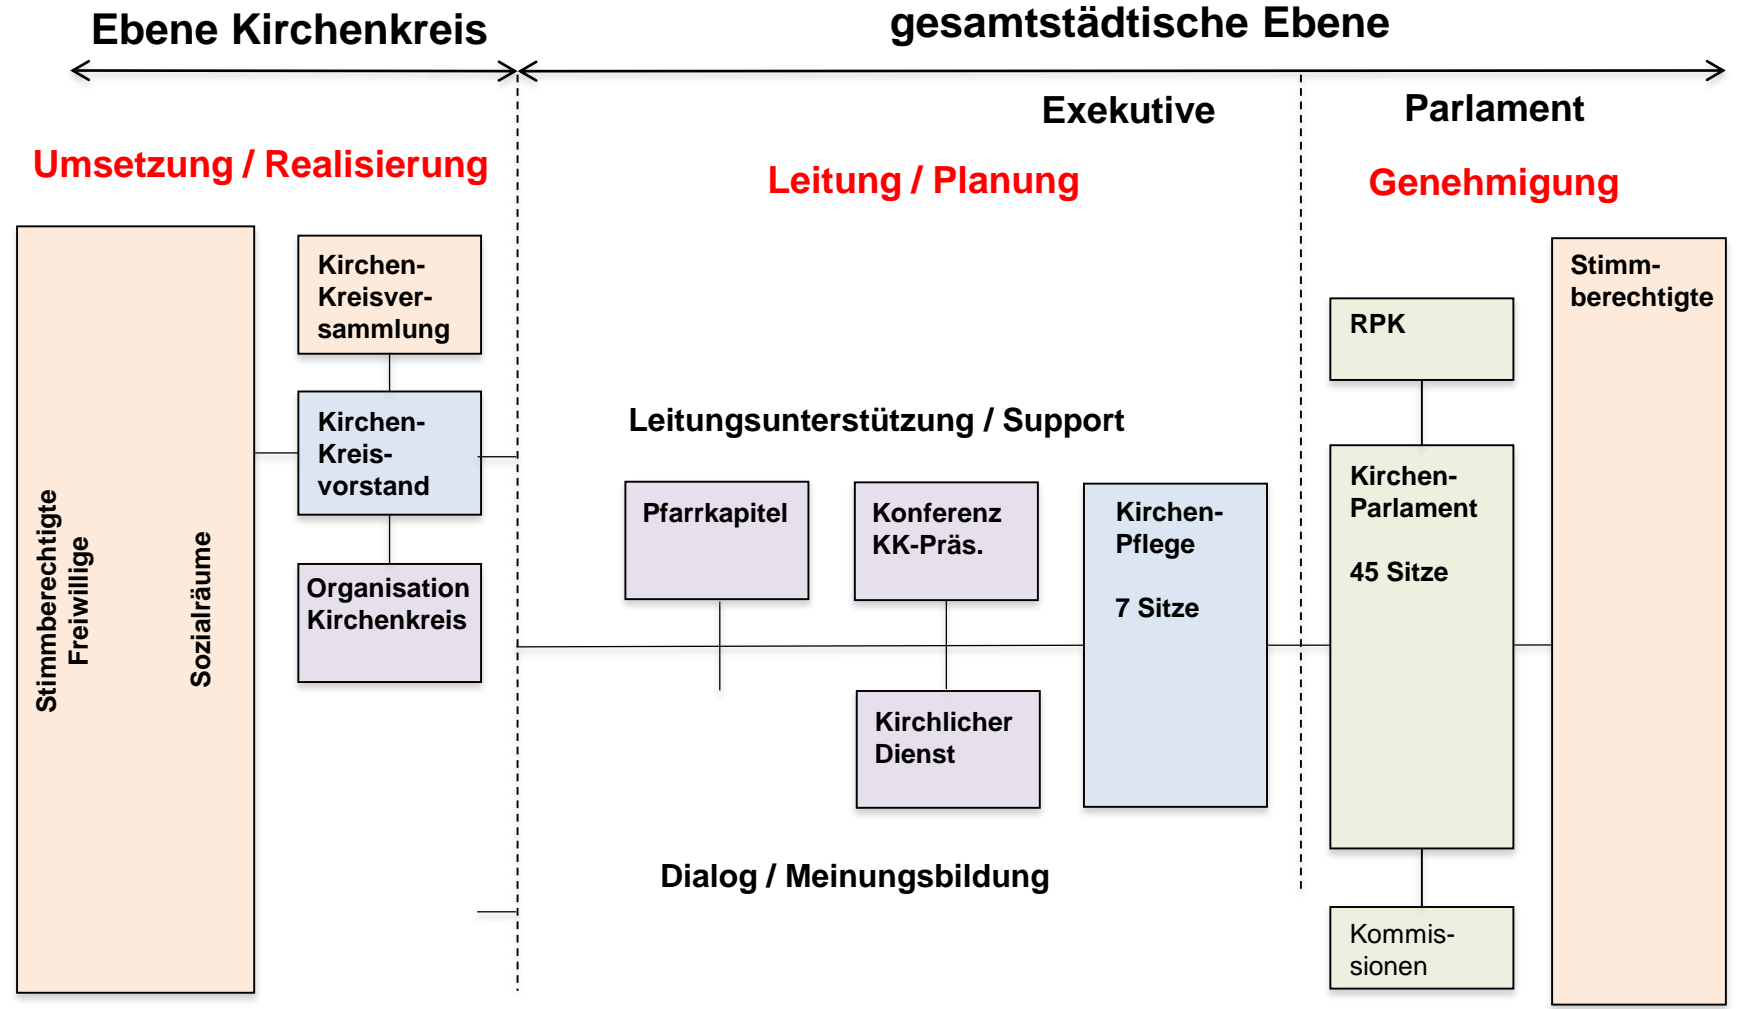 Ebene Kirchenkreis
gesamtstädtische Ebene
Exekutive
Parlament
Umsetzung / Realisierung
Leitung / Planung
Genehmigung
Stimmberechtigte
Freiwillige
Sozialräume
Kirchen-
Kreisver-
sammlung
Kirchen-
Kreis-
vorstand
Organisation
Kirchenkreis
Leitungsunterstützung / Support
Pfarrkapitel
Konferenz
KK-Präs.
Kirchlicher
Dienst
Kirchen-
Pflege
7 Sitze
Dialog / Meinungsbildung
RPK
Kirchen-
Parlament
45 Sitze
Kommis-
sionen
Stimm-
berechtigte